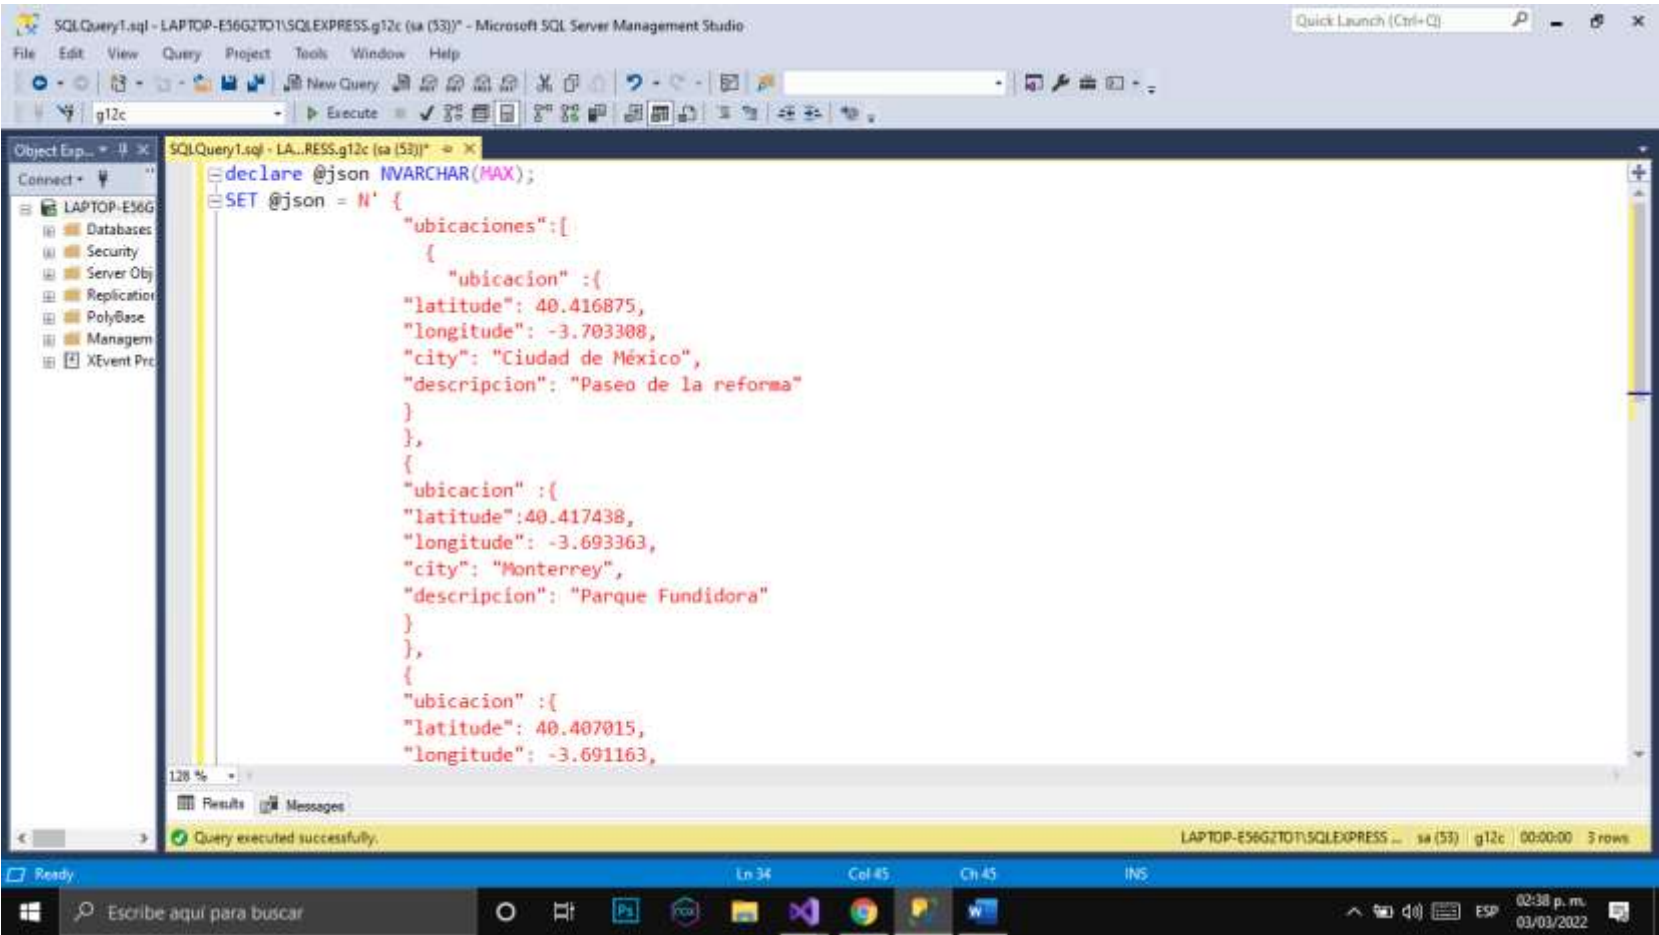 SQLQuery1.sql - LAPTOP-E56G2TO1\SQLEXPRESS.g12c (sa (53))* - Microsoft SQL Server Management Studio
Quick Launch (Ctrl+Q)
File Edit View Query Project Tools Window Help
New Query
g12c
Execute
Object Exp...
SQLQuery1.sql - LA...RESS.g12c (sa (53))*
Connect
LAPTOP-E56G
Databases
Security
Server Obj
Replication
PolyBase
Managem
XEvent Pro
declare @json NVARCHAR(MAX);
SET @json = N' {
"ubicaciones":[
{
"ubicacion" :{
"latitude": 40.416875,
"longitude": -3.703308,
"city": "Ciudad de México",
"descripcion": "Paseo de la reforma"
}
},
{
"ubicacion" :{
"latitude":40.417438,
"longitude": -3.693363,
"city": "Monterrey",
"descripcion": "Parque Fundidora"
}
},
{
"ubicacion" :{
"latitude": 40.407015,
"longitude": -3.691163,
128 %
Results Messages
Query executed successfully.
LAPTOP-E56G2TO1\SQLEXPRESS ... sa (53) g12c 00:00:00 3 rows
Ready
Ln 34 Col 45 Ch 45 INS
Escribe aquí para buscar
Ps
nox
W
ESP
02:38 p. m.
03/03/2022